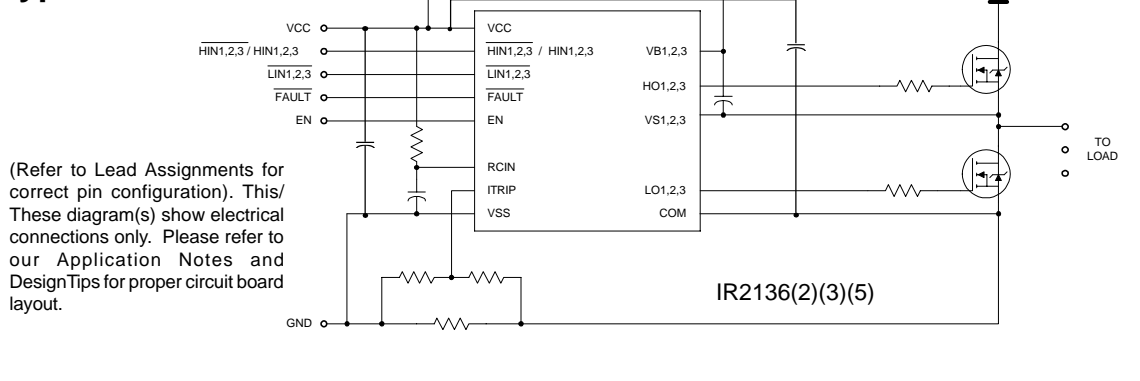 VCC
HIN1,2,3 / HIN1,2,3
LIN1,2,3
FAULT
EN
VCC
HIN1,2,3 / HIN1,2,3
LIN1,2,3
FAULT
EN
RCIN
ITRIP
VSS
VB1,2,3
HO1,2,3
VS1,2,3
LO1,2,3
COM
TO
LOAD
(Refer to Lead Assignments for
correct pin configuration). This/
These diagram(s) show electrical
connections only. Please refer to
our Application Notes and
DesignTips for proper circuit board
layout.
IR2136(2)(3)(5)
GND